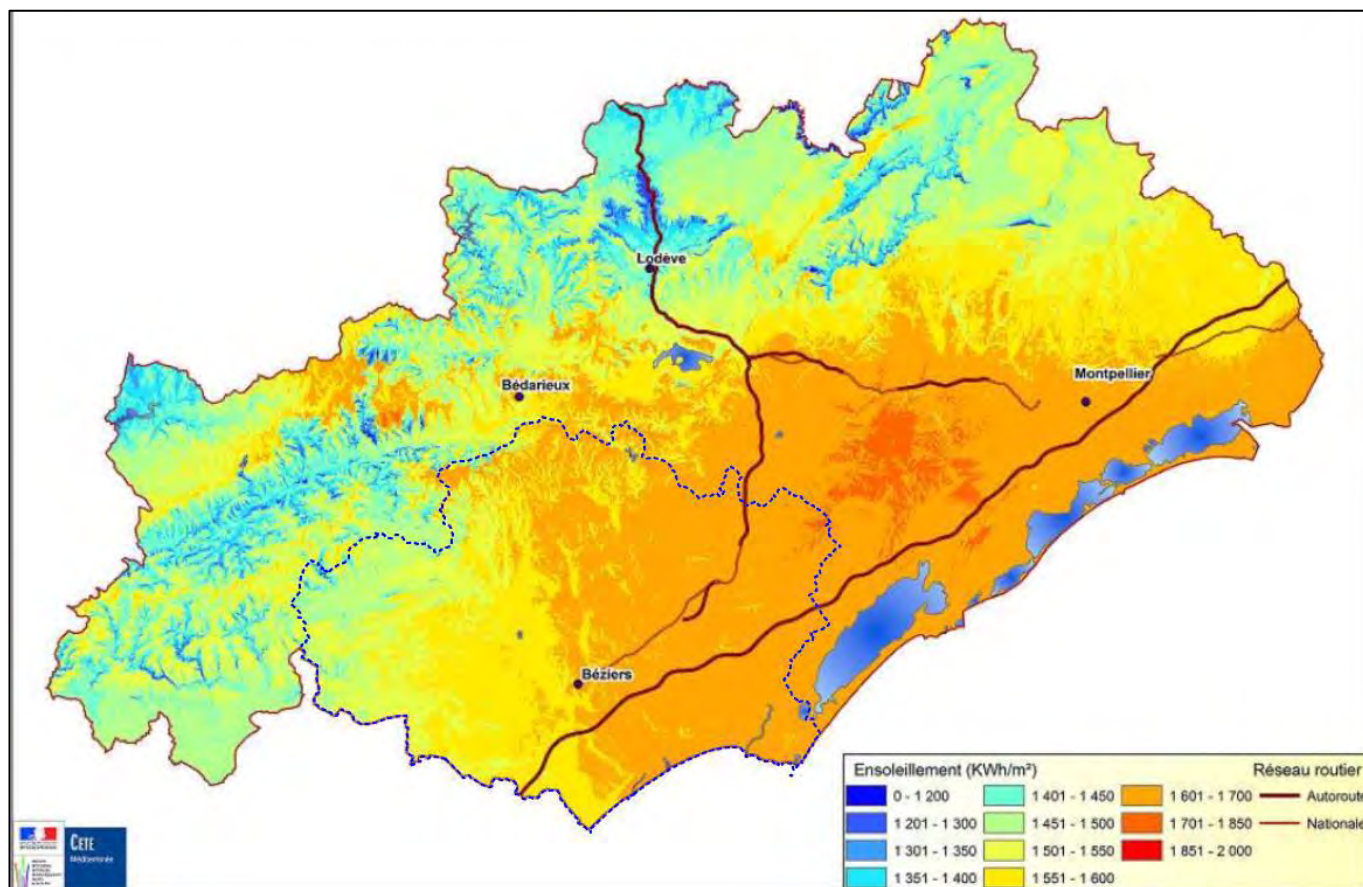 Lodève
Bédarieux
Montpellier
Béziers
Ensoleillement (KWh/m²)
Réseau routier
0 - 1 200
1 401 - 1 450
1 601 - 1 700
Autoroute
1 201 - 1 300
1 451 - 1 500
1 701 - 1 850
Nationale
1 301 - 1 350
1 501 - 1 550
1 851 - 2 000
1 351 - 1 400
1 551 - 1 600
CETE
Méditerranée